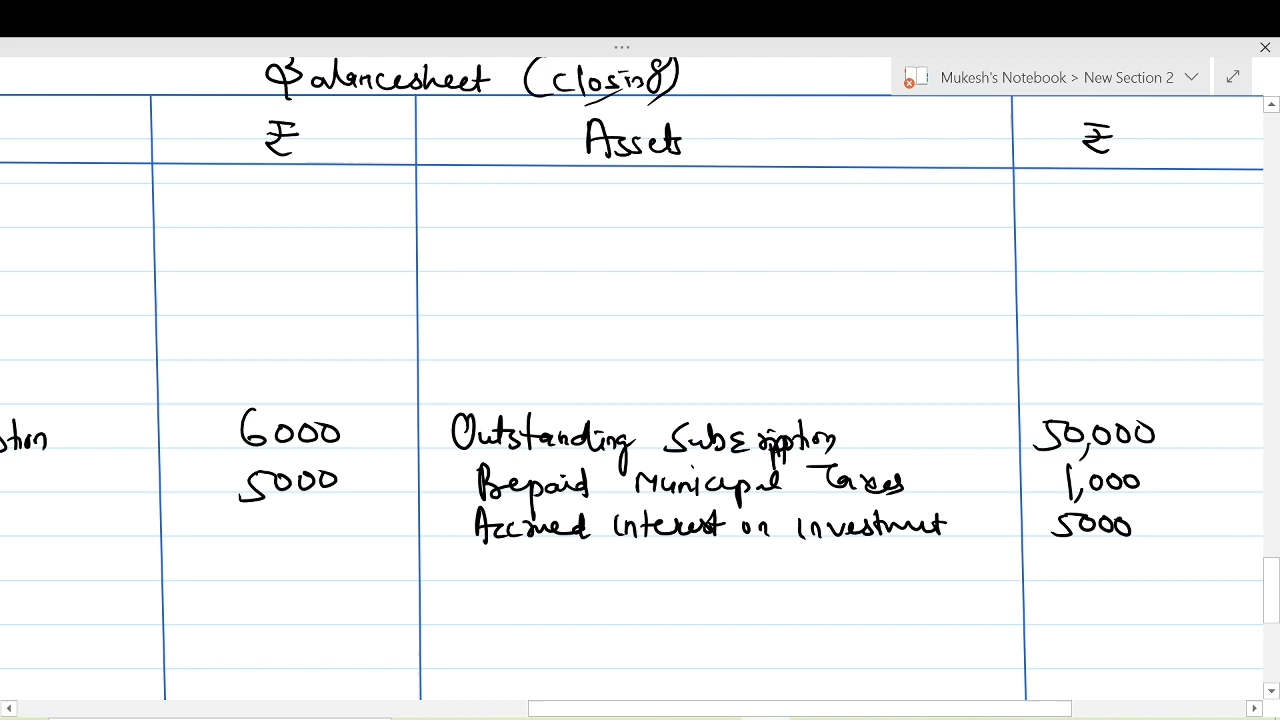 Balancesheet (closing)
Mukesh's Notebook > New Section 2
₹ Assets ₹
6000 Outstanding Subscription 50,000
5000 Prepaid Municipal Taxes 1,000
Accrued interest on investment 5000